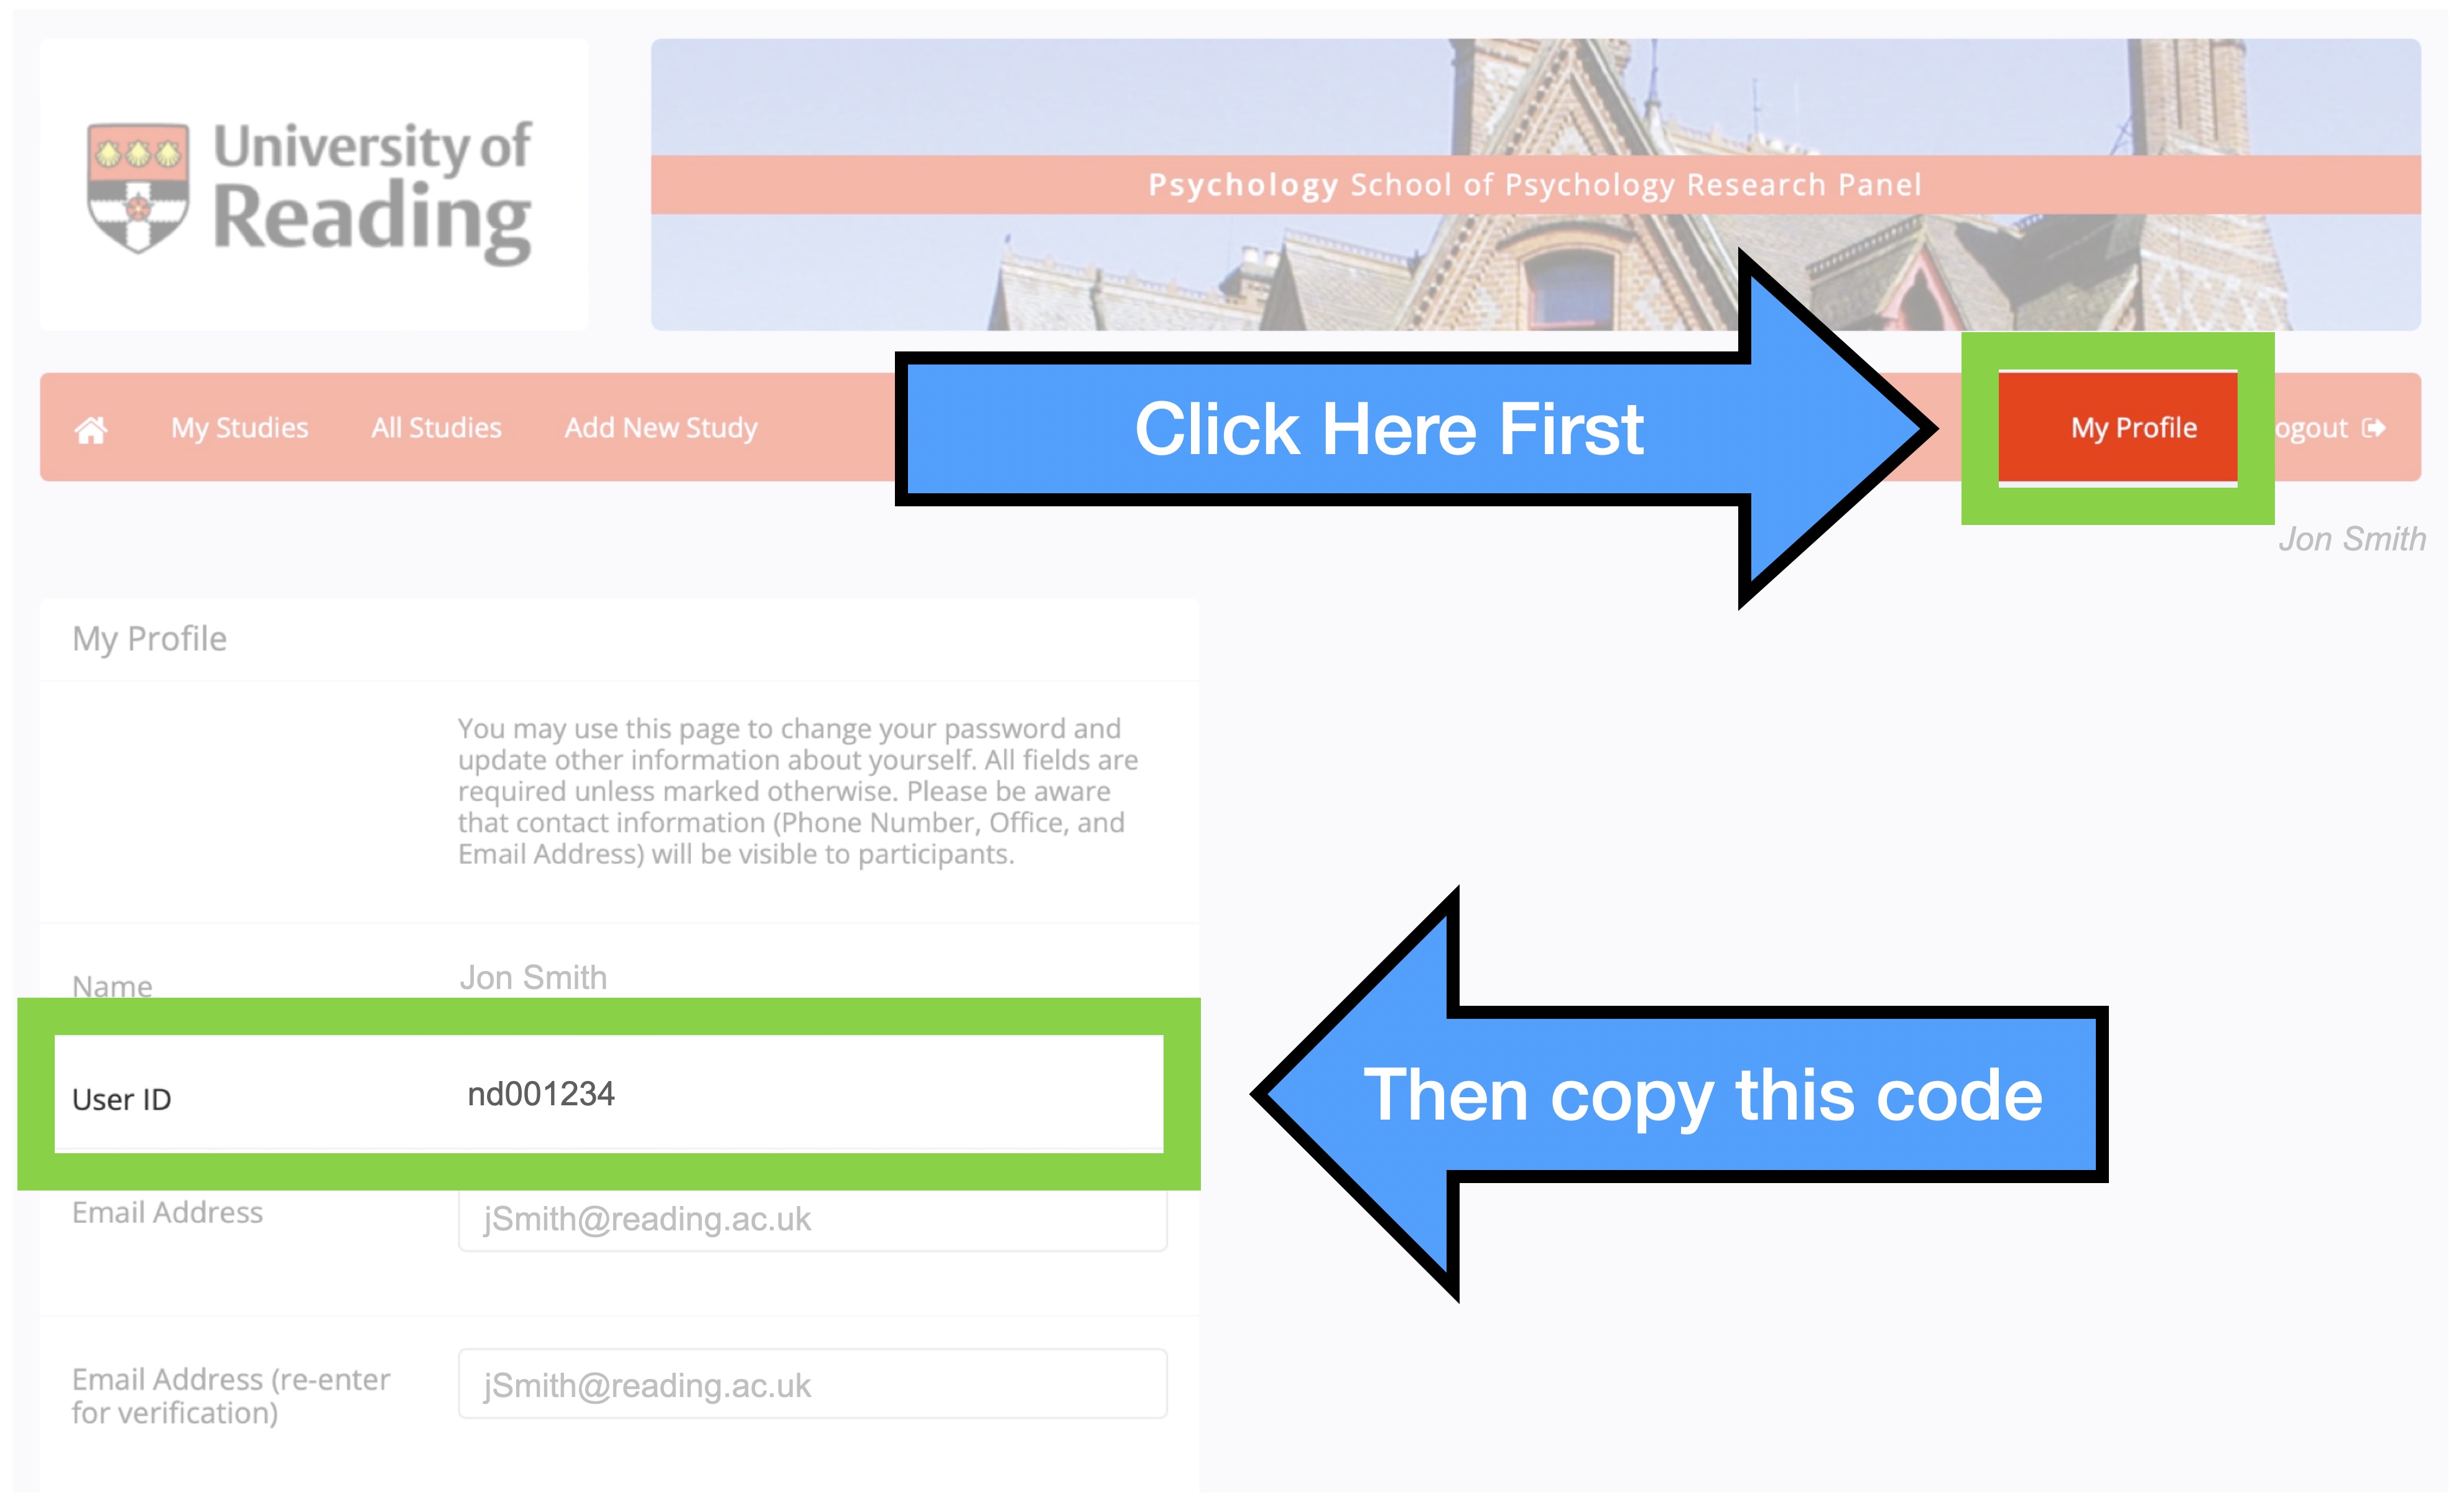 University of
Reading
Psychology School of Psychology Research Panel
My Studies All Studies Add New Study
Click Here First
My Profile
ogout
Jon Smith
My Profile
You may use this page to change your password and
update other information about yourself. All fields are
required unless marked otherwise. Please be aware
that contact information (Phone Number, Office, and
Email Address) will be visible to participants.
Name Jon Smith
User ID nd001234
Then copy this code
Email Address jSmith@reading.ac.uk
Email Address (re-enter
for verification) jSmith@reading.ac.uk